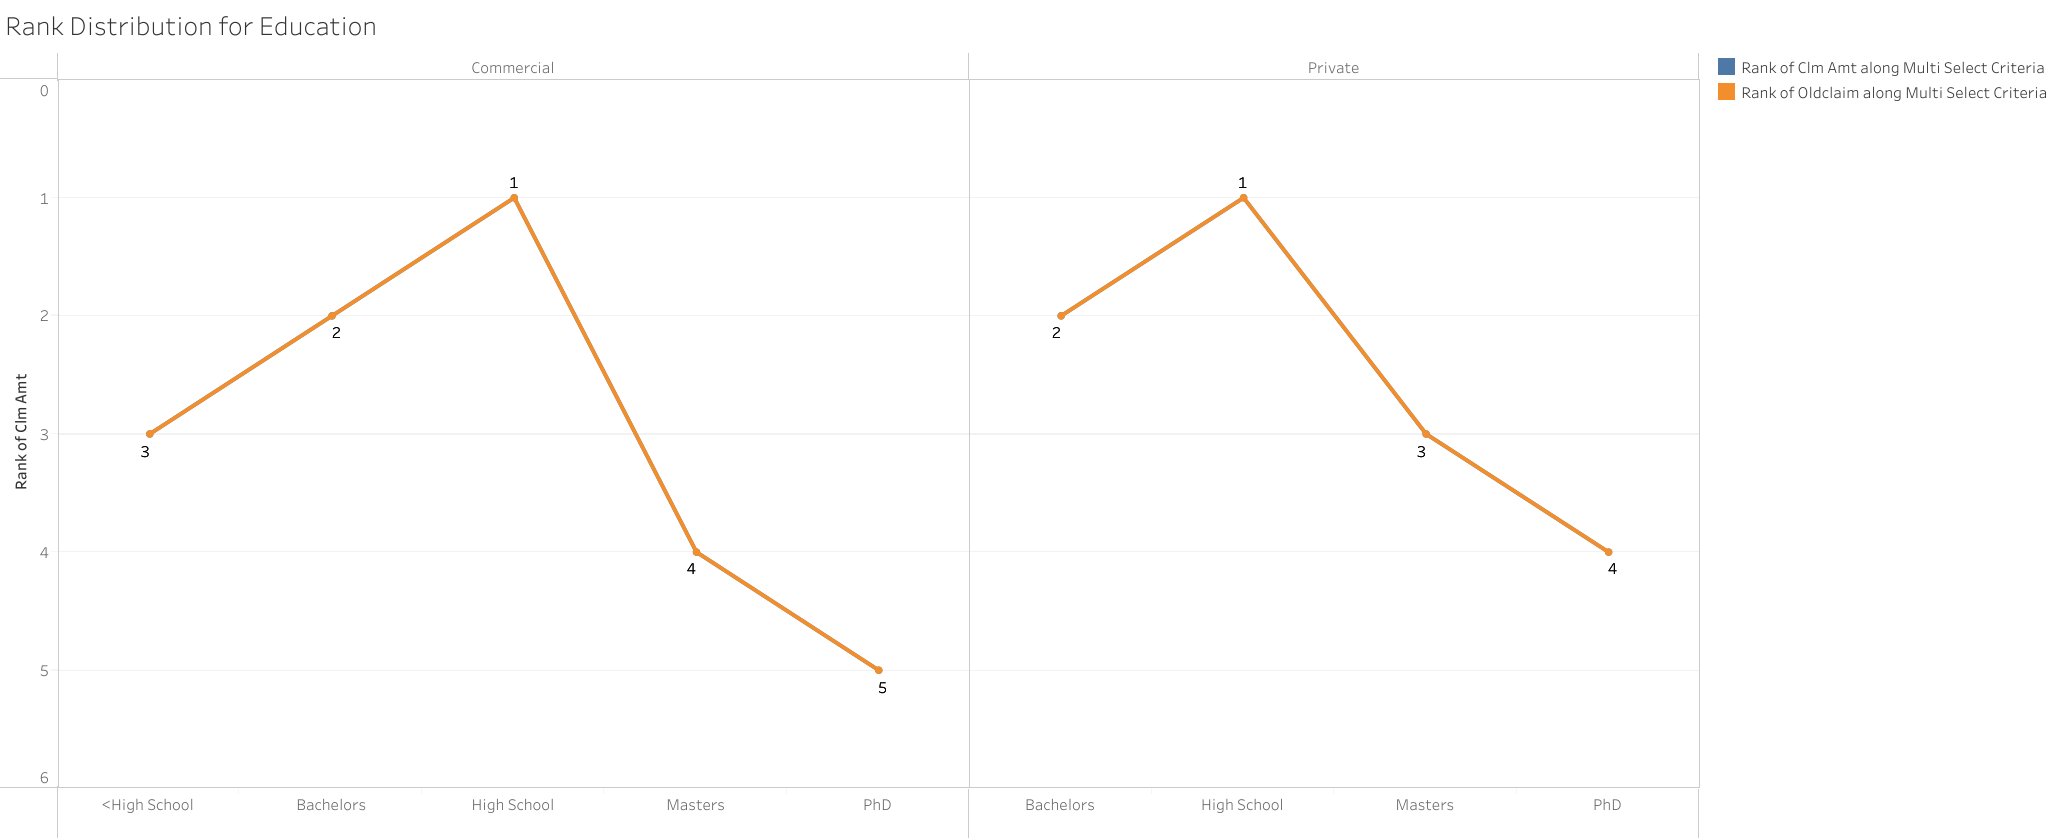 Rank Distribution for Education
Commercial
Private
Rank of Clm Amt along Multi Select Criteria
Rank of Oldclaim along Multi Select Criteria
Rank of Clm Amt
0
1
2
3
4
5
6
3
2
1
4
5
2
1
3
4
<High School
Bachelors
High School
Masters
PhD
Bachelors
High School
Masters
PhD